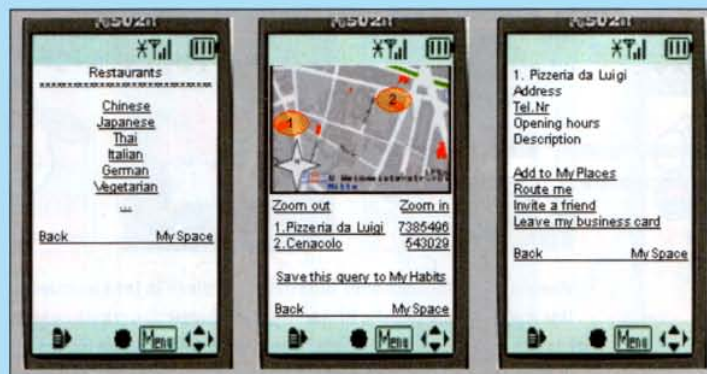 Restaurants
Chinese
Japanese
Thai
Italian
German
Vegetarian
...
Back My Space
Menu
1
2
Mitte
Zoom out Zoom in
1.Pizzeria da Luigi 7385496
2.Cenacolo 543029
Save this query to My Habits
Back My Space
Menu
1. Pizzeria da Luigi
Address
Tel.Nr
Opening hours
Description
Add to My Places
Route me
Invite a friend
Leave my business card
Back My Space
Menu